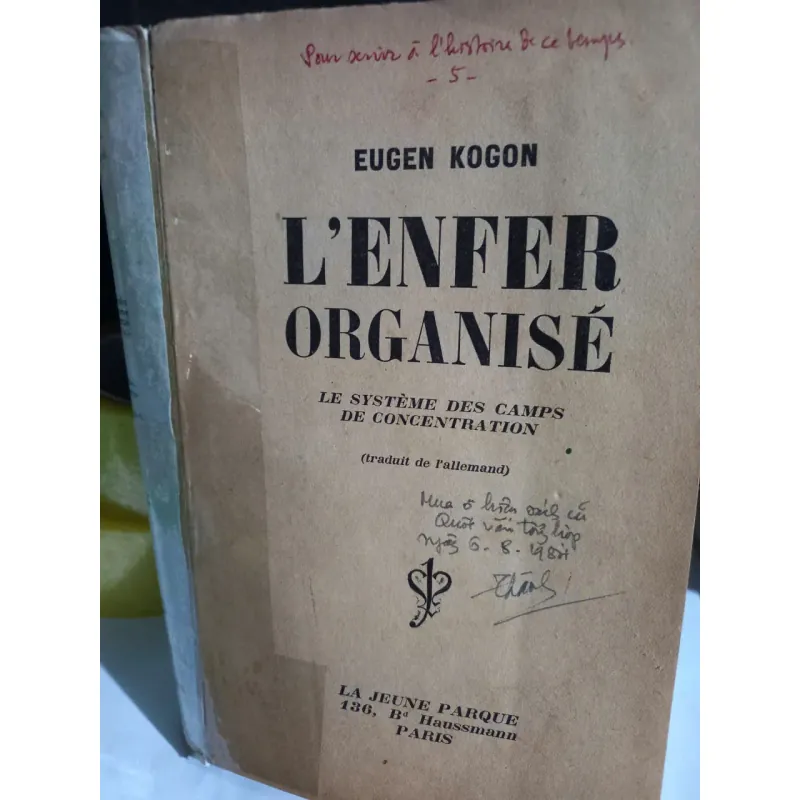 Pour servir à l'histoire de ce temps.
- 5 -
EUGEN KOGON
L'ENFER
ORGANISÉ
LE SYSTÈME DES CAMPS
DE CONCENTRATION
(traduit de l'allemand)
Mua ở hiệu sách cũ
Quốc văn tổng hợp
ngày 6.8.1984
LA JEUNE PARQUE
136, Bd Haussmann
PARIS